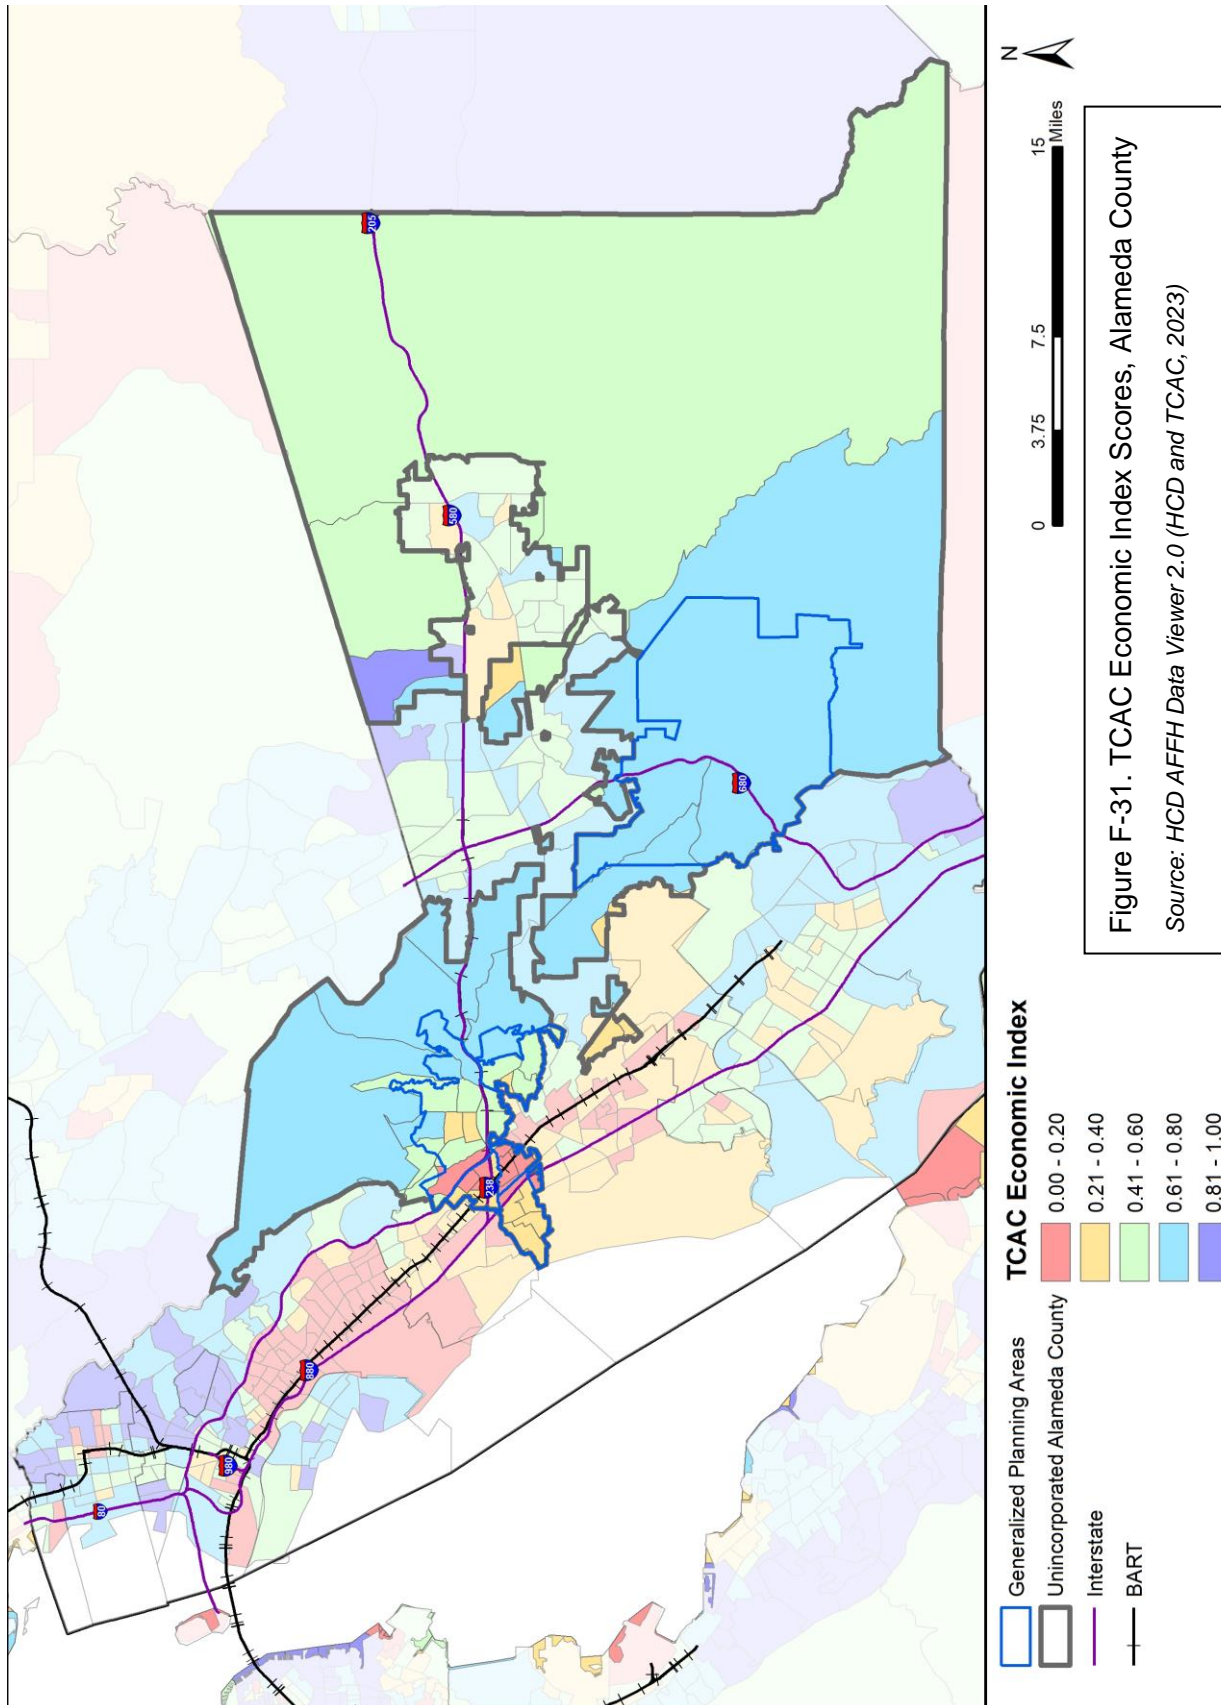 80
980
880
238
580
205
680
N
0
3.75
7.5
15
Miles
Generalized Planning Areas
Unincorporated Alameda County
Interstate
BART
TCAC Economic Index
0.00 - 0.20
0.21 - 0.40
0.41 - 0.60
0.61 - 0.80
0.81 - 1.00
Figure F-31. TCAC Economic Index Scores, Alameda County
Source: HCD AFFH Data Viewer 2.0 (HCD and TCAC, 2023)